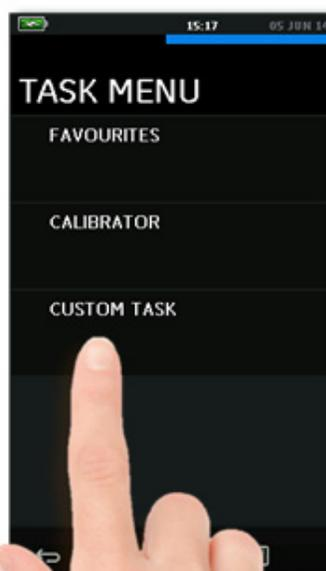 15:17 05 JUN 14
TASK MENU
FAVOURITES
CALIBRATOR
CUSTOM TASK